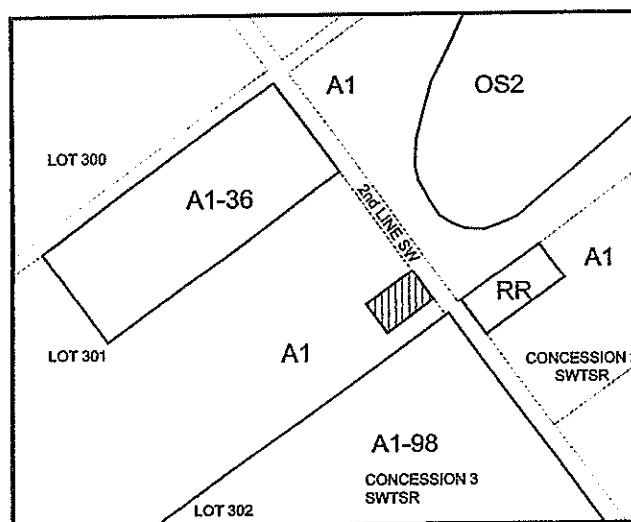 A1
OS2
LOT 300
A1-36
2nd LINE SW
A1
RR
LOT 301
A1
CONCESSION
SWTSR
A1-98
CONCESSION 3
SWTSR
LOT 302